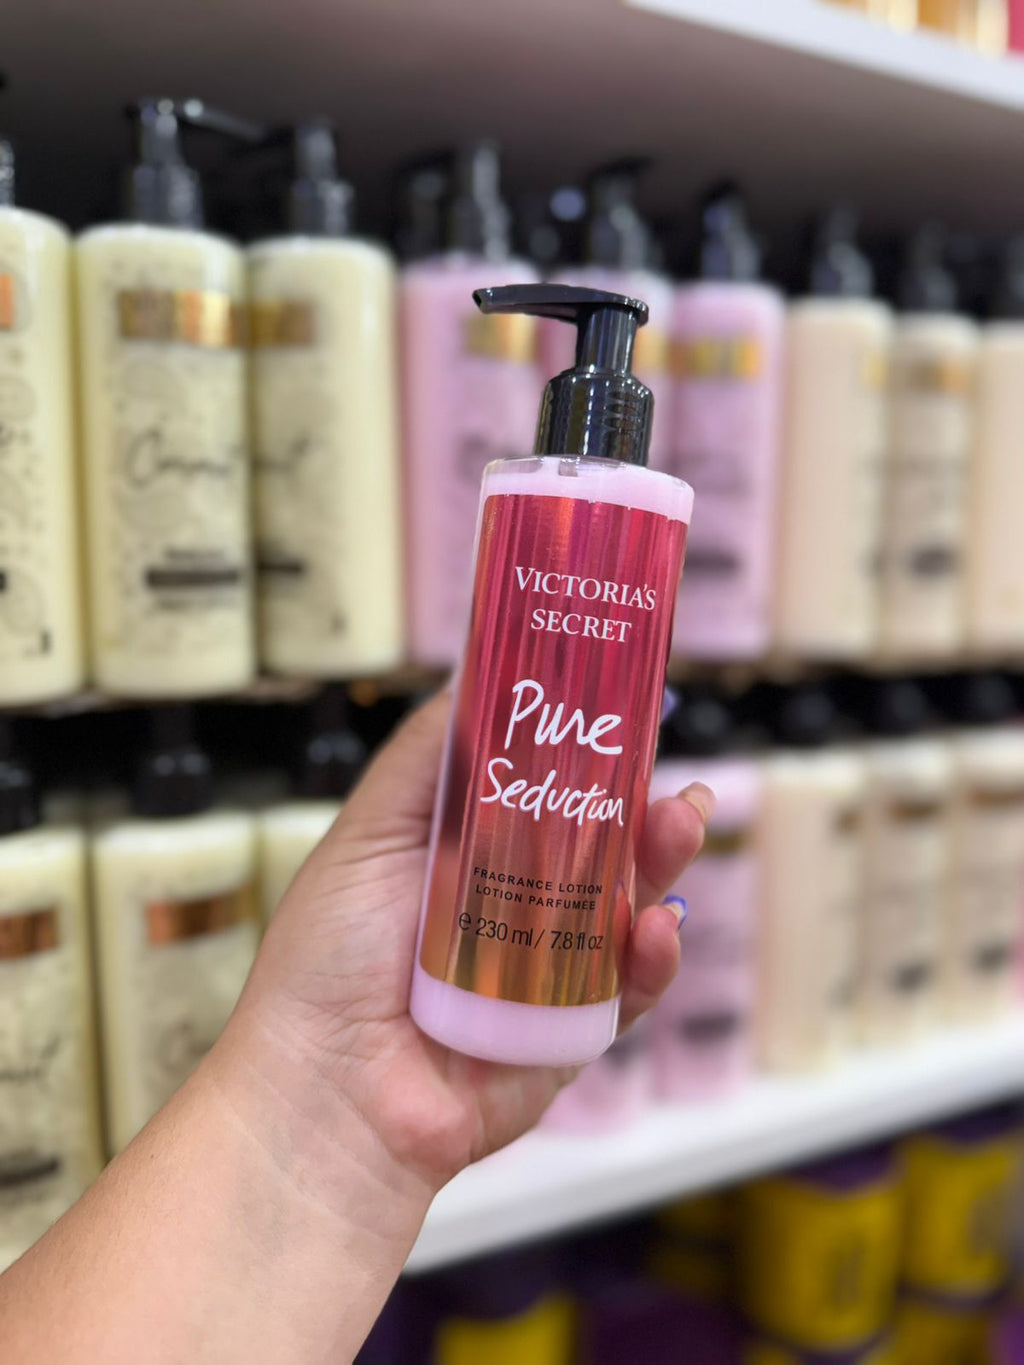 VICTORIA'S
SECRET
Pure
Seduction
FRAGRANCE LOTION
LOTION PARFUMÉE
℮ 230 ml / 7.8 fl oz